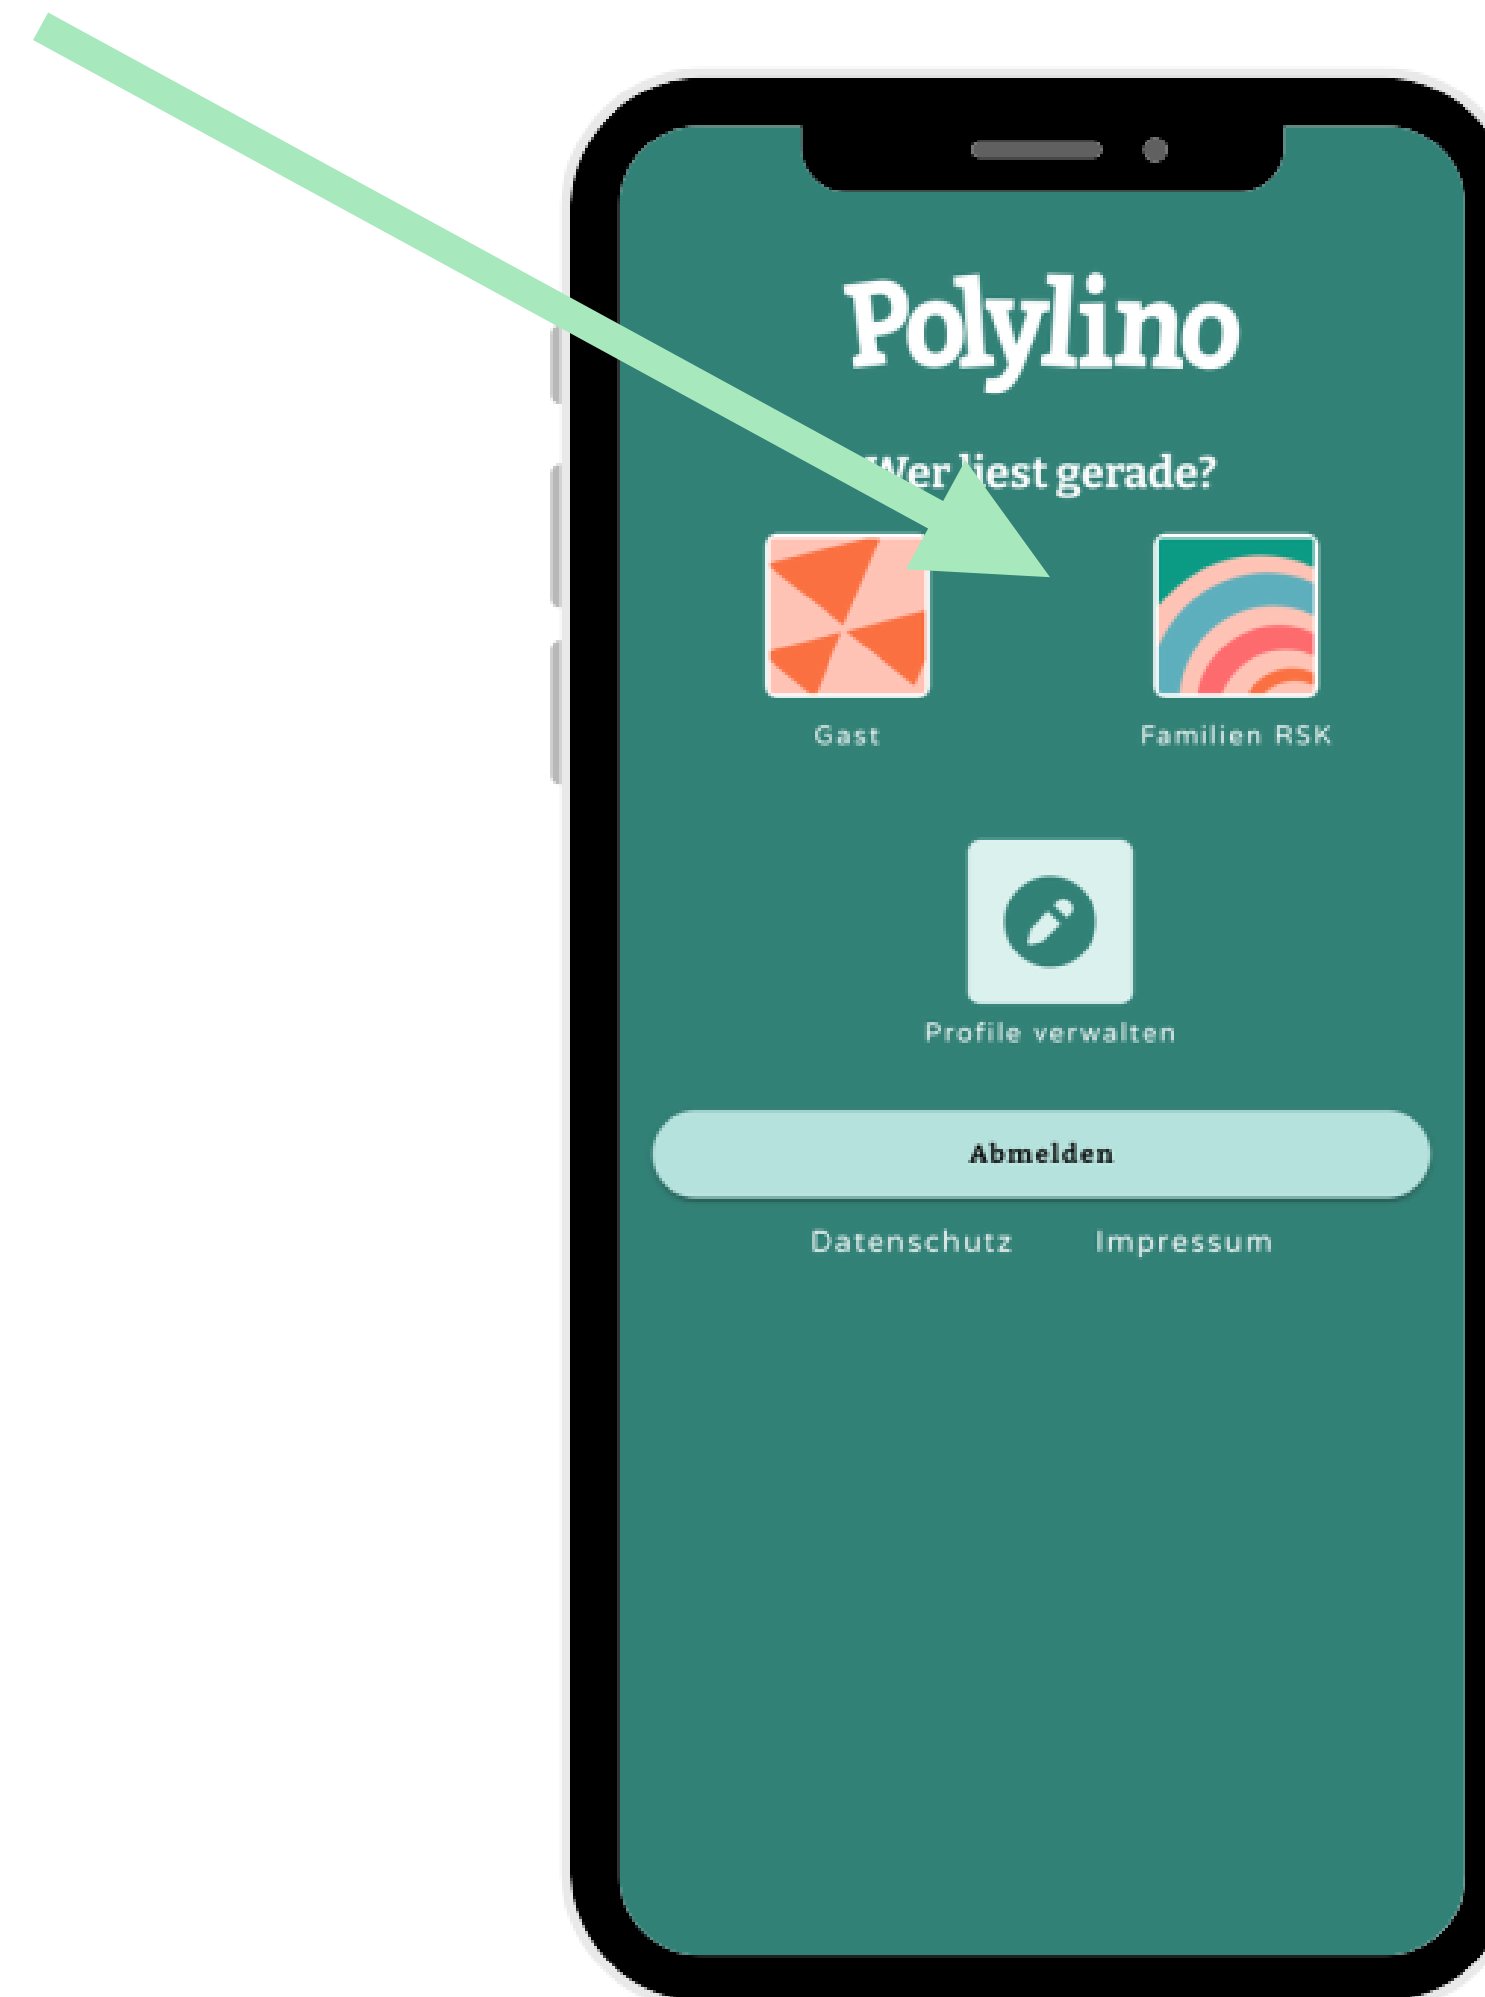 Polylino
Wer liest gerade?
Gast
Familien RSK
Profile verwalten
Abmelden
Datenschutz
Impressum